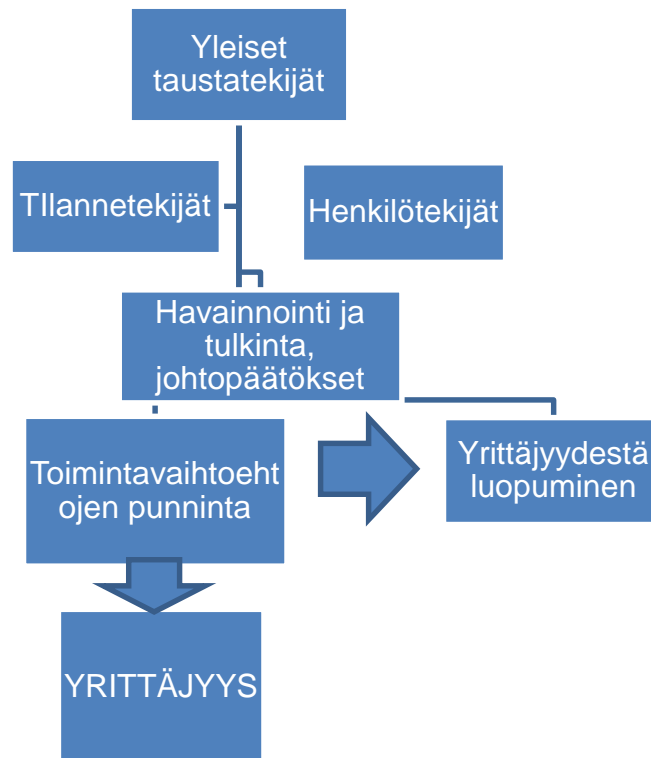 Yleiset
taustatekijät
TIlannetekijät
Henkilötekijät
Havainnointi ja
tulkinta,
johtopäätökset
Toimintavaihtoeht
ojen punninta
Yrittäjyydestä
luopuminen
YRITTÄJYYS